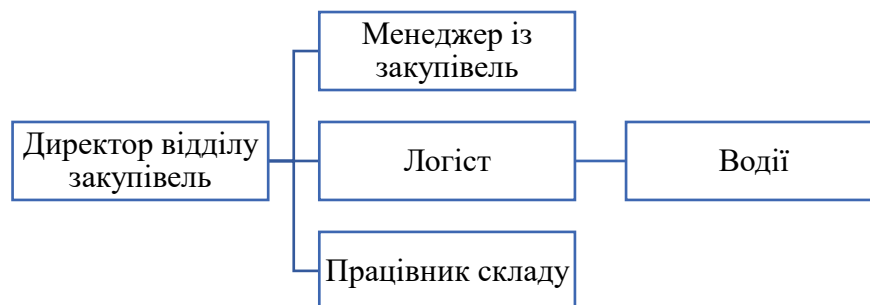 Менеджер із
закупівель
Директор відділу
закупівель
Логіст
Водії
Працівник складу